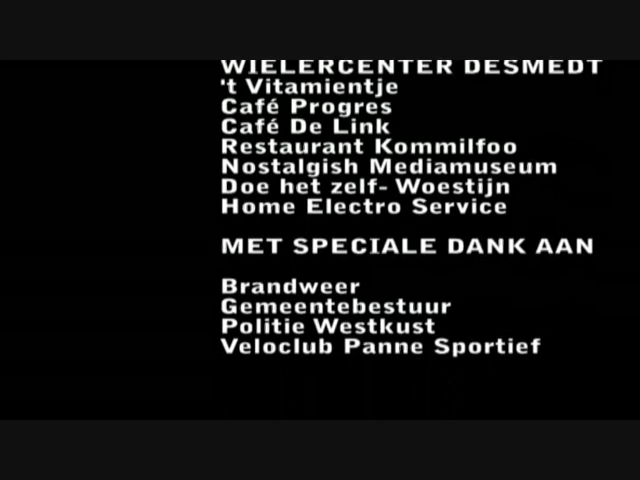 WIELERCENTER DESMEDT
't Vitamientje
Café Progres
Café De Link
Restaurant Kommilfoo
Nostalgish Mediamuseum
Doe het zelf- Woestijn
Home Electro Service
MET SPECIALE DANK AAN
Brandweer
Gemeentebestuur
Politie Westkust
Veloclub Panne Sportief